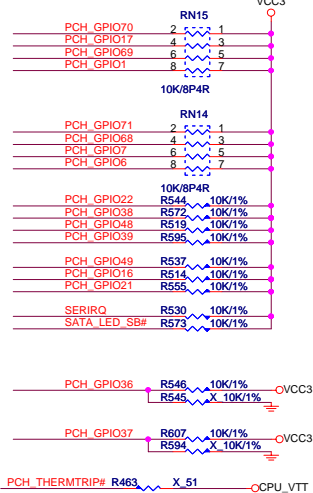 VCC3
RN15
PCH_GPIO70 2 1
PCH_GPIO17 4 3
PCH_GPIO69 6 5
PCH_GPIO1 8 7
10K/8P4R
RN14
PCH_GPIO71 2 1
PCH_GPIO68 4 3
PCH_GPIO7 6 5
PCH_GPIO6 8 7
10K/8P4R
PCH_GPIO22 R544 10K/1%
PCH_GPIO38 R572 10K/1%
PCH_GPIO48 R519 10K/1%
PCH_GPIO39 R595 10K/1%
PCH_GPIO49 R537 10K/1%
PCH_GPIO16 R514 10K/1%
PCH_GPIO21 R555 10K/1%
SERIRQ R530 10K/1%
SATA_LED_SB# R573 10K/1%
PCH_GPIO36 R546 10K/1% VCC3
R545 X_10K/1%
PCH_GPIO37 R607 10K/1% VCC3
R594 X_10K/1%
PCH_THERMTRIP# R463 X_51 CPU_VTT